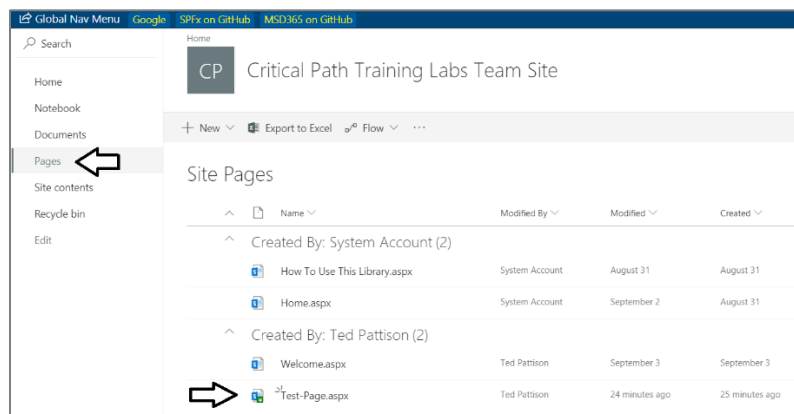 Global Nav Menu Google SPFx on GitHub MSD365 on GitHub
Search
Home
Notebook
Documents
Pages
Site contents
Recycle bin
Edit
Home
CP Critical Path Training Labs Team Site
New Export to Excel Flow ...
Site Pages
Name Modified By Modified Created
Created By: System Account (2)
How To Use This Library.aspx System Account August 31 August 31
Home.aspx System Account September 2 August 31
Created By: Ted Pattison (2)
Welcome.aspx Ted Pattison September 3 September 3
Test-Page.aspx Ted Pattison 24 minutes ago 25 minutes ago